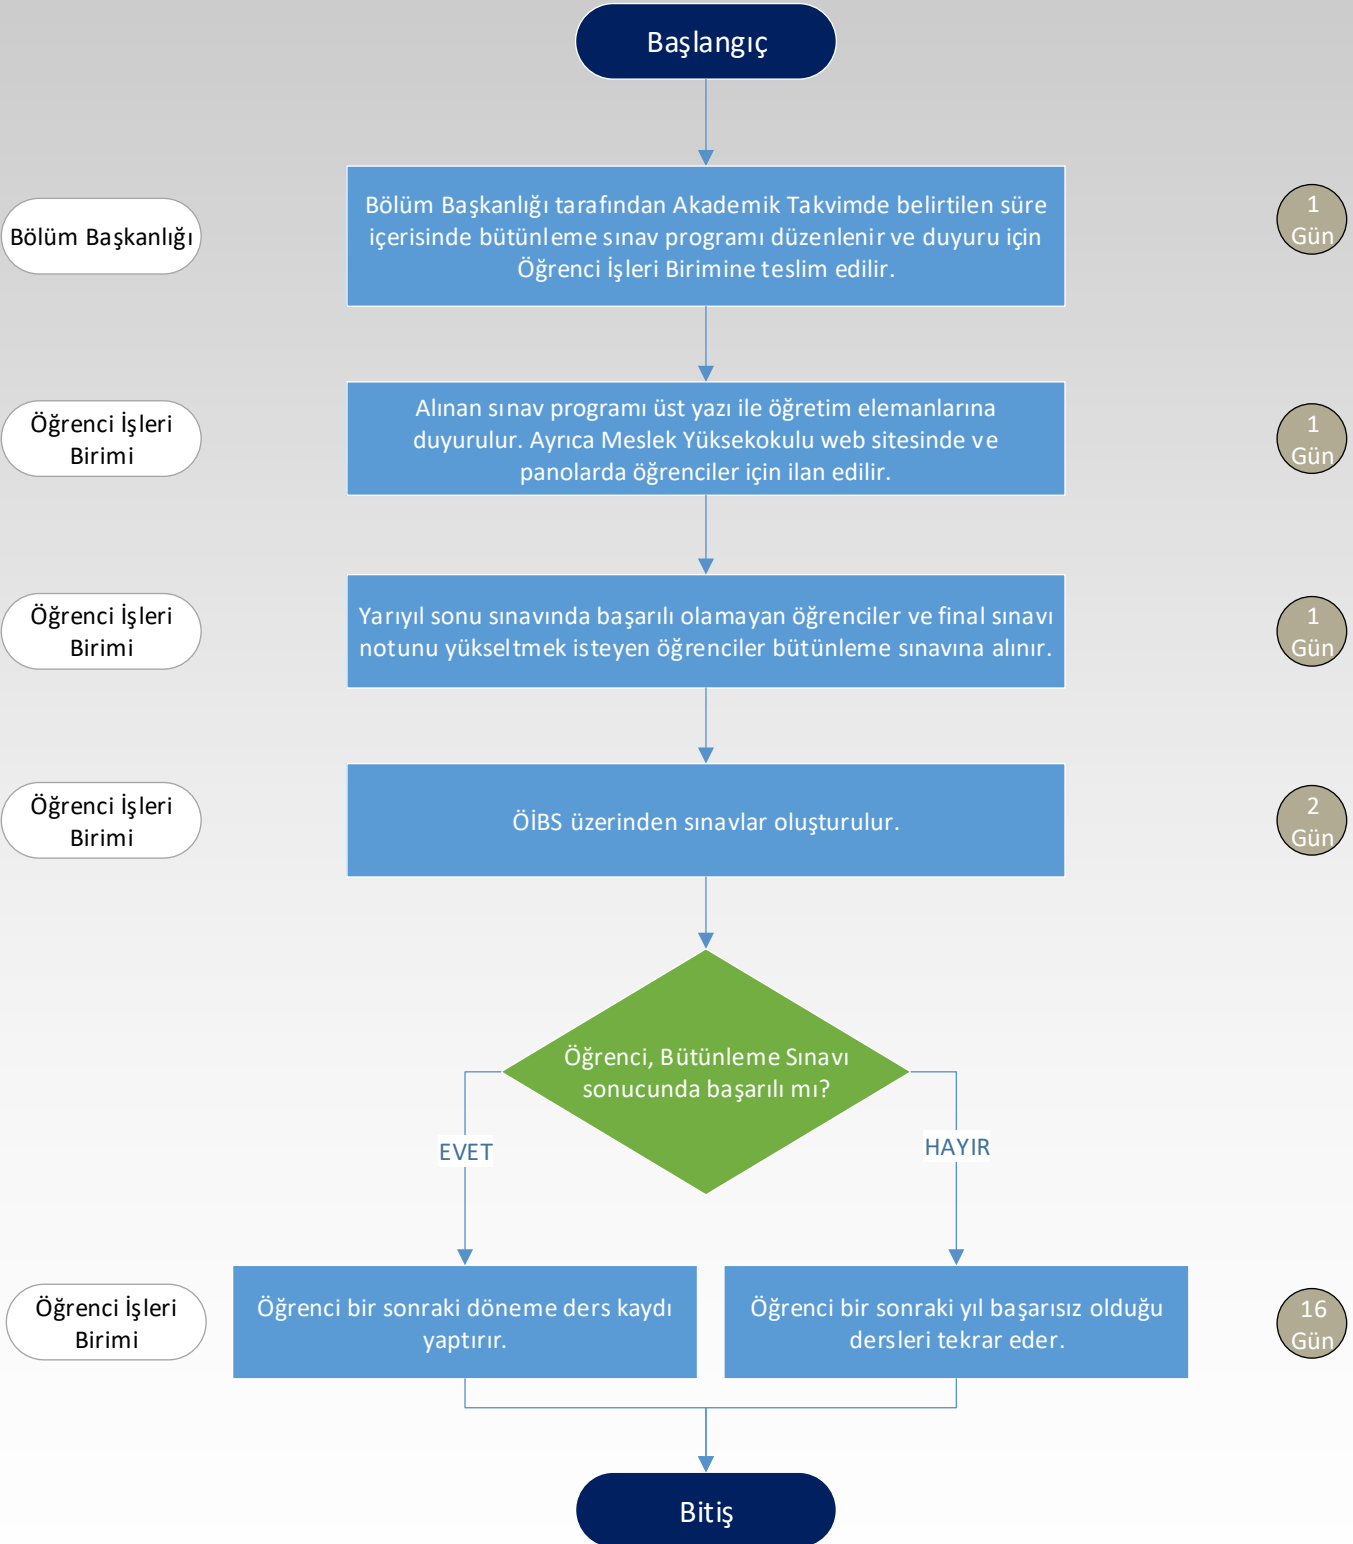 Başlangıç
Bölüm Başkanlığı
Bölüm Başkanlığı tarafından Akademik Takvimde belirtilen süre
içerisinde bütünleme sınav programı düzenlenir ve duyuru için
Öğrenci İşleri Birimine teslim edilir.
1
Gün
Öğrenci İşleri
Birimi
Alınan sınav programı üst yazı ile öğretim elemanlarına
duyurulur. Ayrıca Meslek Yüksekokulu web sitesinde ve
panolarda öğrenciler için ilan edilir.
1
Gün
Öğrenci İşleri
Birimi
Yarıyıl sonu sınavında başarılı olamayan öğrenciler ve final sınavı
notunu yükseltmek isteyen öğrenciler bütünleme sınavına alınır.
1
Gün
Öğrenci İşleri
Birimi
ÖİBS üzerinden sınavlar oluşturulur.
2
Gün
Öğrenci, Bütünleme Sınavı
sonucunda başarılı mı?
EVET
HAYIR
Öğrenci İşleri
Birimi
Öğrenci bir sonraki döneme ders kaydı
yaptırır.
Öğrenci bir sonraki yıl başarısız olduğu
dersleri tekrar eder.
16
Gün
Bitiş